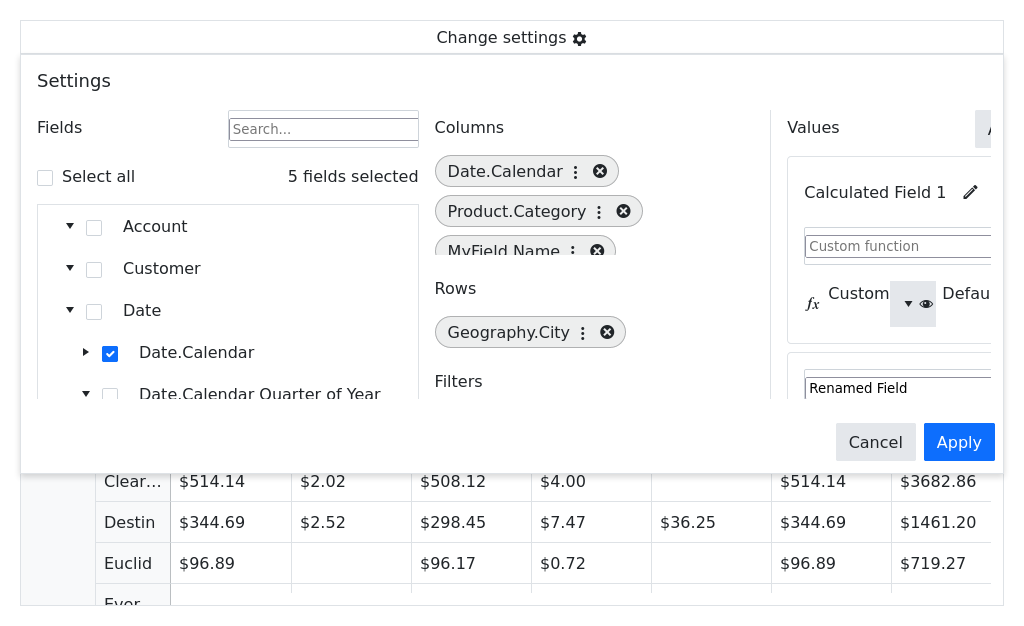 Change settings
Settings
Fields
Search...
Select all
5 fields selected
Account
Customer
Date
Date.Calendar
Date.Calendar Quarter of Year
Columns
Date.Calendar
Product.Category
MyField Name
Rows
Geography.City
Filters
Values
Calculated Field 1
Custom function
fx Custom
Defau
Renamed Field
Cancel
Apply
Clear… $514.14 $2.02 $508.12 $4.00 $514.14 $3682.86
Destin $344.69 $2.52 $298.45 $7.47 $36.25 $344.69 $1461.20
Euclid $96.89 $96.17 $0.72 $96.89 $719.27